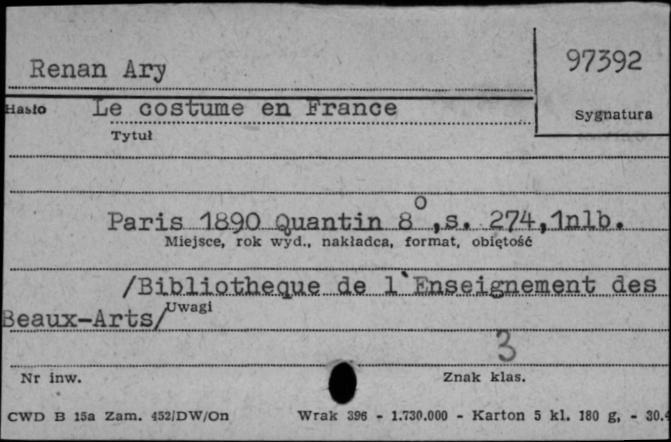 Renan Ary
97392
Hasło Le costume en France
Sygnatura
Tytuł
Paris 1890 Quantin 8°,s. 274,1nlb.
Miejsce, rok wyd., nakładca, format, objętość
/Bibliotheque de l'Enseignement des
Beaux-Arts/
Uwagi
3
Nr inw.
Znak klas.
CWD B 15a Zam. 452/DW/On Wrak 396 - 1.730.000 - Karton 5 kl. 180 g, - 30.4